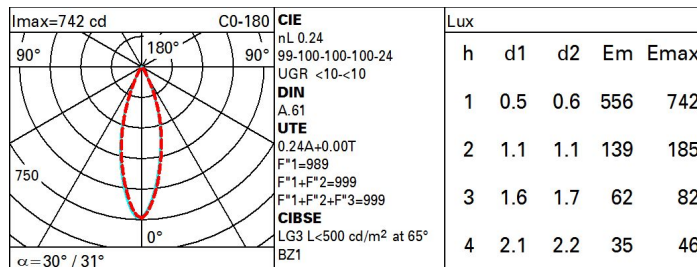 Imax=742 cd C0-180
90° 180° 90°
750
0°
α=30° / 31°
CIE
nL 0.24
99-100-100-100-24
UGR <10-<10
DIN
A.61
UTE
0.24A+0.00T
F"1=989
F"1+F"2=999
F"1+F"2+F"3=999
CIBSE
LG3 L<500 cd/m² at 65°
BZ1
Lux
h d1 d2 Em Emax
1 0.5 0.6 556 742
2 1.1 1.1 139 185
3 1.6 1.7 62 82
4 2.1 2.2 35 46